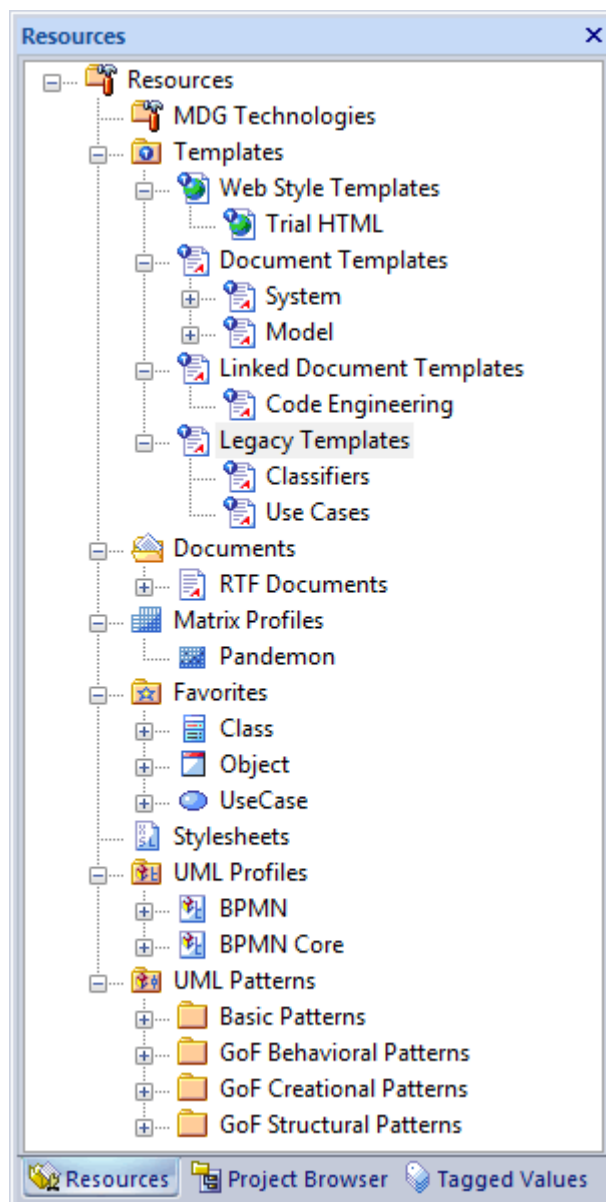 Resources
Resources
MDG Technologies
Templates
Web Style Templates
Trial HTML
Document Templates
System
Model
Linked Document Templates
Code Engineering
Legacy Templates
Classifiers
Use Cases
Documents
RTF Documents
Matrix Profiles
Pandemon
Favorites
Class
Object
UseCase
Stylesheets
UML Profiles
BPMN
BPMN Core
UML Patterns
Basic Patterns
GoF Behavioral Patterns
GoF Creational Patterns
GoF Structural Patterns
Resources Project Browser Tagged Values